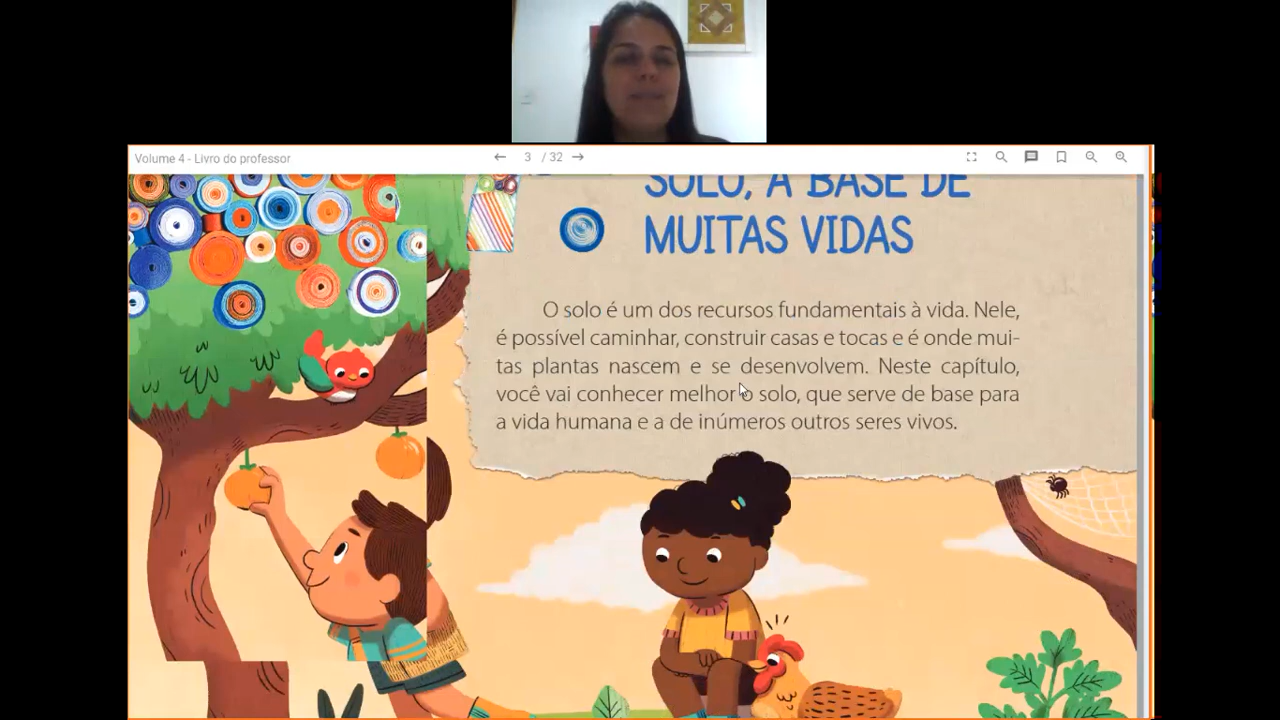 Volume 4 - Livro do professor
3 / 32
SOLO, A BASE DE
MUITAS VIDAS
O solo é um dos recursos fundamentais à vida. Nele,
é possível caminhar, construir casas e tocas e é onde mui-
tas plantas nascem e se desenvolvem. Neste capítulo,
você vai conhecer melhor o solo, que serve de base para
a vida humana e a de inúmeros outros seres vivos.